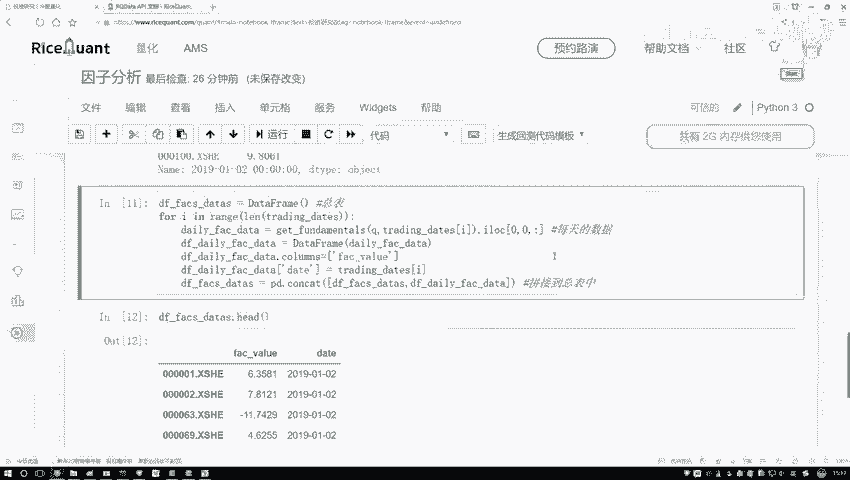 RiceQuant
量化
AMS
预约路演
帮助文档
社区
因子分析 最后检查: 26 分钟前 (未保存改变)
文件 编辑 查看 插入 单元格 服务 Widgets 帮助
可信的
Python 3
运行
代码
生成回测代码模板
共有 2G 内存供您使用
000100.XSHE 9.8061
Name: 2019-01-02 00:00:00, dtype: object
In [11]: df_facs_datas = DataFrame() #总表
for i in range(len(trading_dates)):
daily_fac_data = get_fundamentals(q,trading_dates[i]).iloc[0,0,:] #每天的数据
df_daily_fac_data = DataFrame(daily_fac_data)
df_daily_fac_data.columns=['fac_value']
df_daily_fac_data['date'] = trading_dates[i]
df_facs_datas = pd.concat([df_facs_datas,df_daily_fac_data]) #拼接到总表中
In [12]: df_facs_datas.head()
Out[12]:
fac_value date
000001.XSHE 6.3581 2019-01-02
000002.XSHE 7.8121 2019-01-02
000063.XSHE -11.7429 2019-01-02
000069.XSHE 4.6255 2019-01-02